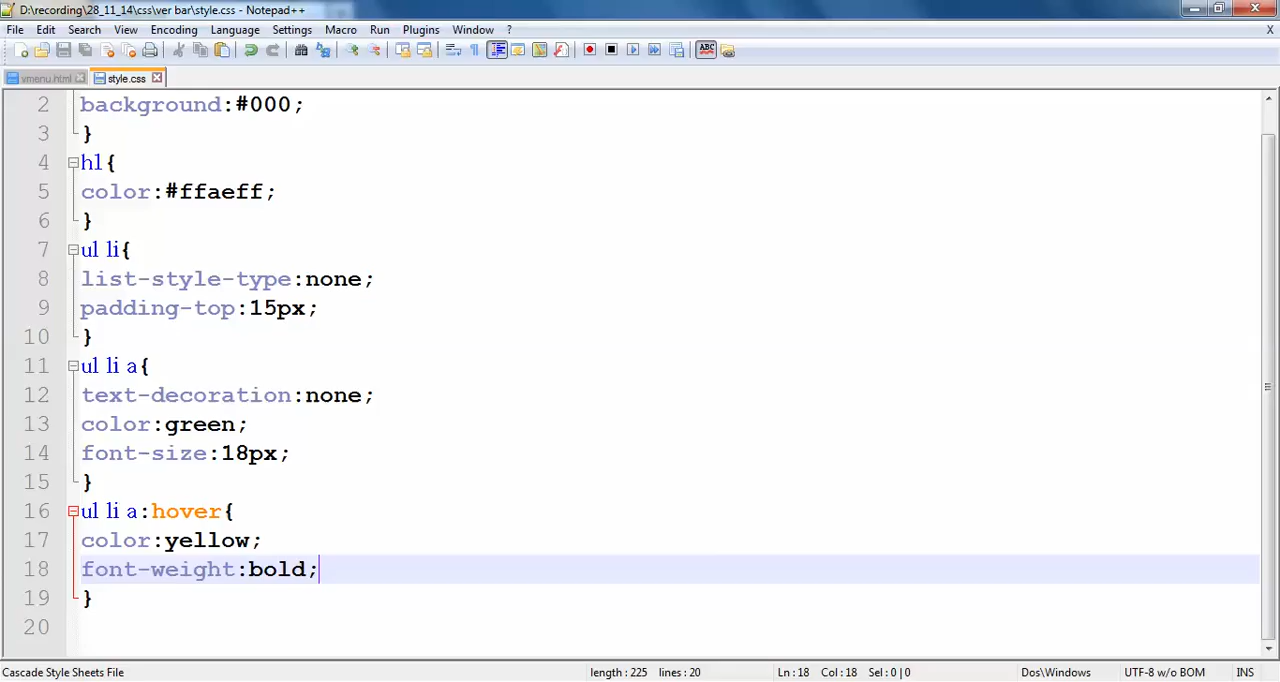 D:\recording\28_11_14\css\ver bar\style.css - Notepad++
File Edit Search View Encoding Language Settings Macro Run Plugins Window ? X
ABC
vmenu.html style.css
2 background:#000;
3 }
4 h1{
5 color:#ffaeff;
6 }
7 ul li{
8 list-style-type:none;
9 padding-top:15px;
10 }
11 ul li a{
12 text-decoration:none;
13 color:green;
14 font-size:18px;
15 }
16 ul li a:hover{
17 color:yellow;
18 font-weight:bold;
19 }
20
Cascade Style Sheets File length : 225 lines : 20 Ln : 18 Col : 18 Sel : 0 | 0 Dos\Windows UTF-8 w/o BOM INS